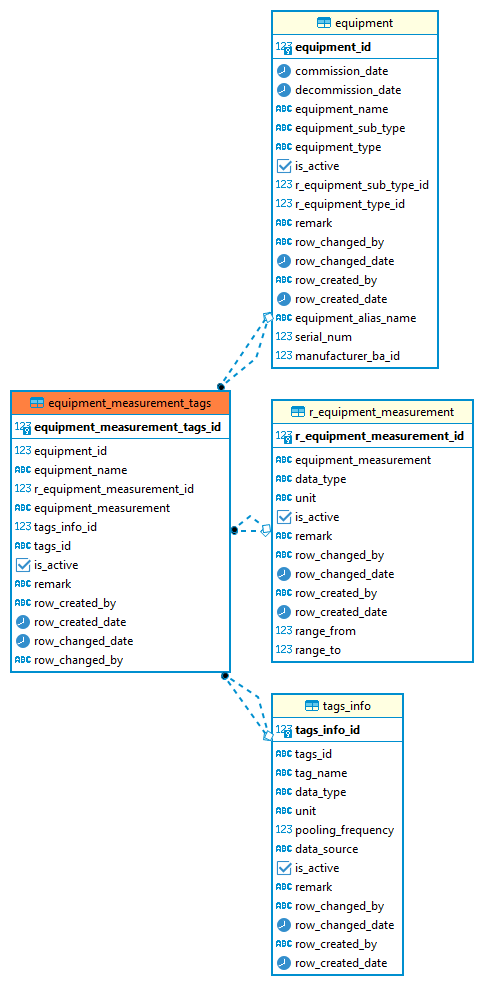 equipment
123 equipment_id
commission_date
decommission_date
ABC equipment_name
ABC equipment_sub_type
ABC equipment_type
is_active
123 r_equipment_sub_type_id
123 r_equipment_type_id
ABC remark
ABC row_changed_by
row_changed_date
ABC row_created_by
row_created_date
ABC equipment_alias_name
ABC serial_num
123 manufacturer_ba_id
equipment_measurement_tags
123 equipment_measurement_tags_id
123 equipment_id
ABC equipment_name
123 r_equipment_measurement_id
ABC equipment_measurement
123 tags_info_id
ABC tags_id
is_active
ABC remark
ABC row_created_by
row_created_date
row_changed_date
ABC row_changed_by
r_equipment_measurement
123 r_equipment_measurement_id
ABC equipment_measurement
ABC data_type
ABC unit
is_active
ABC remark
ABC row_changed_by
row_changed_date
ABC row_created_by
row_created_date
123 range_from
123 range_to
tags_info
123 tags_info_id
ABC tags_id
ABC tag_name
ABC data_type
ABC unit
123 pooling_frequency
ABC data_source
is_active
ABC remark
ABC row_changed_by
row_changed_date
ABC row_created_by
row_created_date